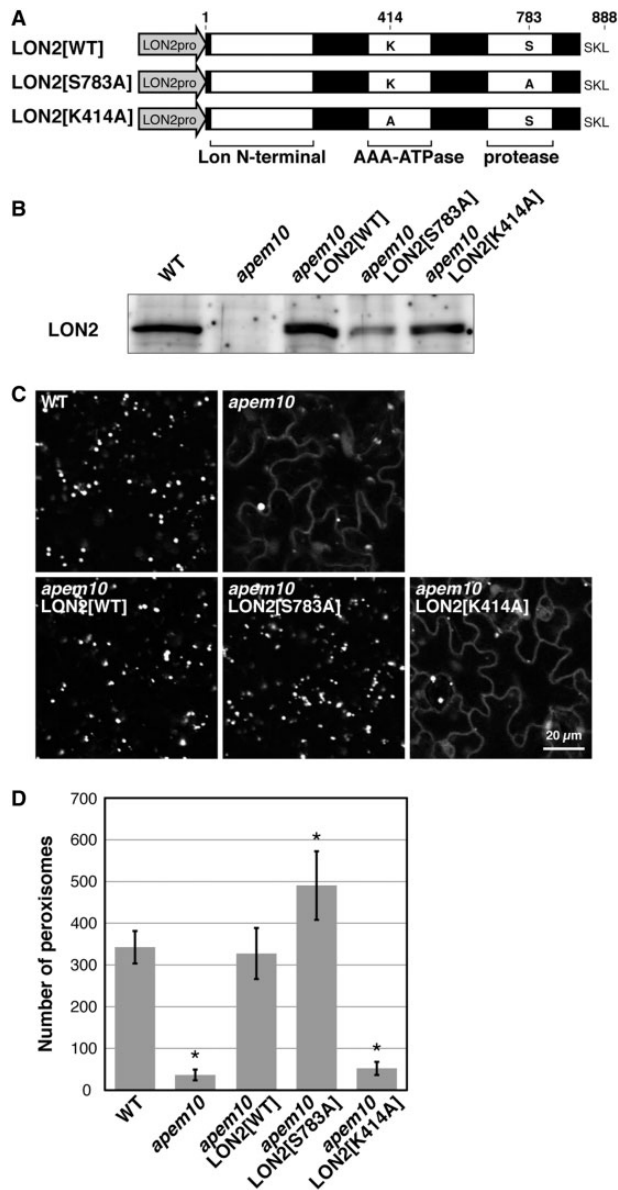 A
1 414 783 888
LON2[WT] LON2pro K S SKL
LON2[S783A] LON2pro K A SKL
LON2[K414A] LON2pro A S SKL
Lon N-terminal AAA-ATPase protease
B
WT
apem10
apem10
LON2[WT]
apem10
LON2[S783A]
apem10
LON2[K414A]
LON2
C
WT
apem10
apem10
LON2[WT]
apem10
LON2[S783A]
apem10
LON2[K414A]
20 µm
D
Number of peroxisomes
700
600
500
400
300
200
100
0
*
*
*
WT
apem10
apem10
LON2[WT]
apem10
LON2[S783A]
apem10
LON2[K414A]